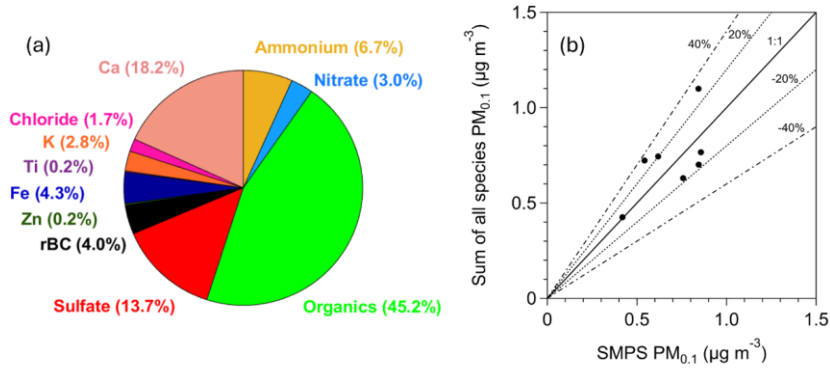 (a)
Ammonium (6.7%)
Ca (18.2%)
Nitrate (3.0%)
Chloride (1.7%)
K (2.8%)
Ti (0.2%)
Fe (4.3%)
Zn (0.2%)
rBC (4.0%)
Sulfate (13.7%)
Organics (45.2%)
(b)
40%
20%
1:1
-20%
-40%
1.5
1.0
0.5
0
Sum of all species PM0.1 (µg m⁻³)
0
0.5
1.0
1.5
SMPS PM0.1 (µg m⁻³)